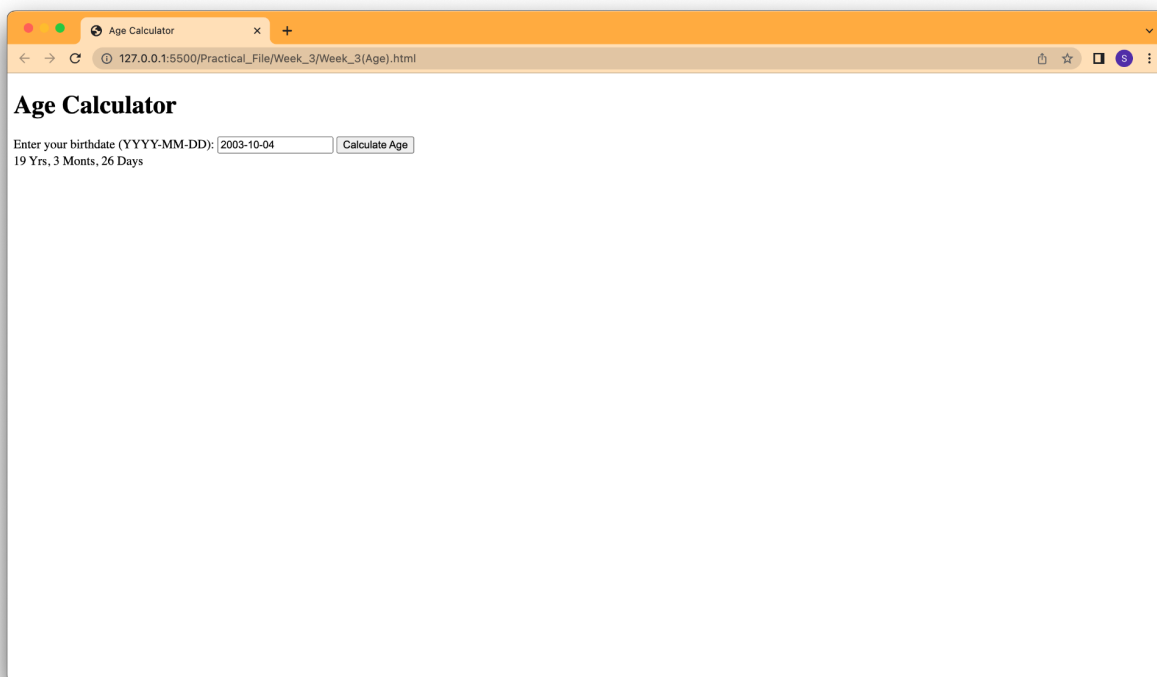 Age Calculator
127.0.0.1:5500/Practical_File/Week_3/Week_3(Age).html
S
Age Calculator
Enter your birthdate (YYYY-MM-DD): 2003-10-04 Calculate Age
19 Yrs, 3 Monts, 26 Days